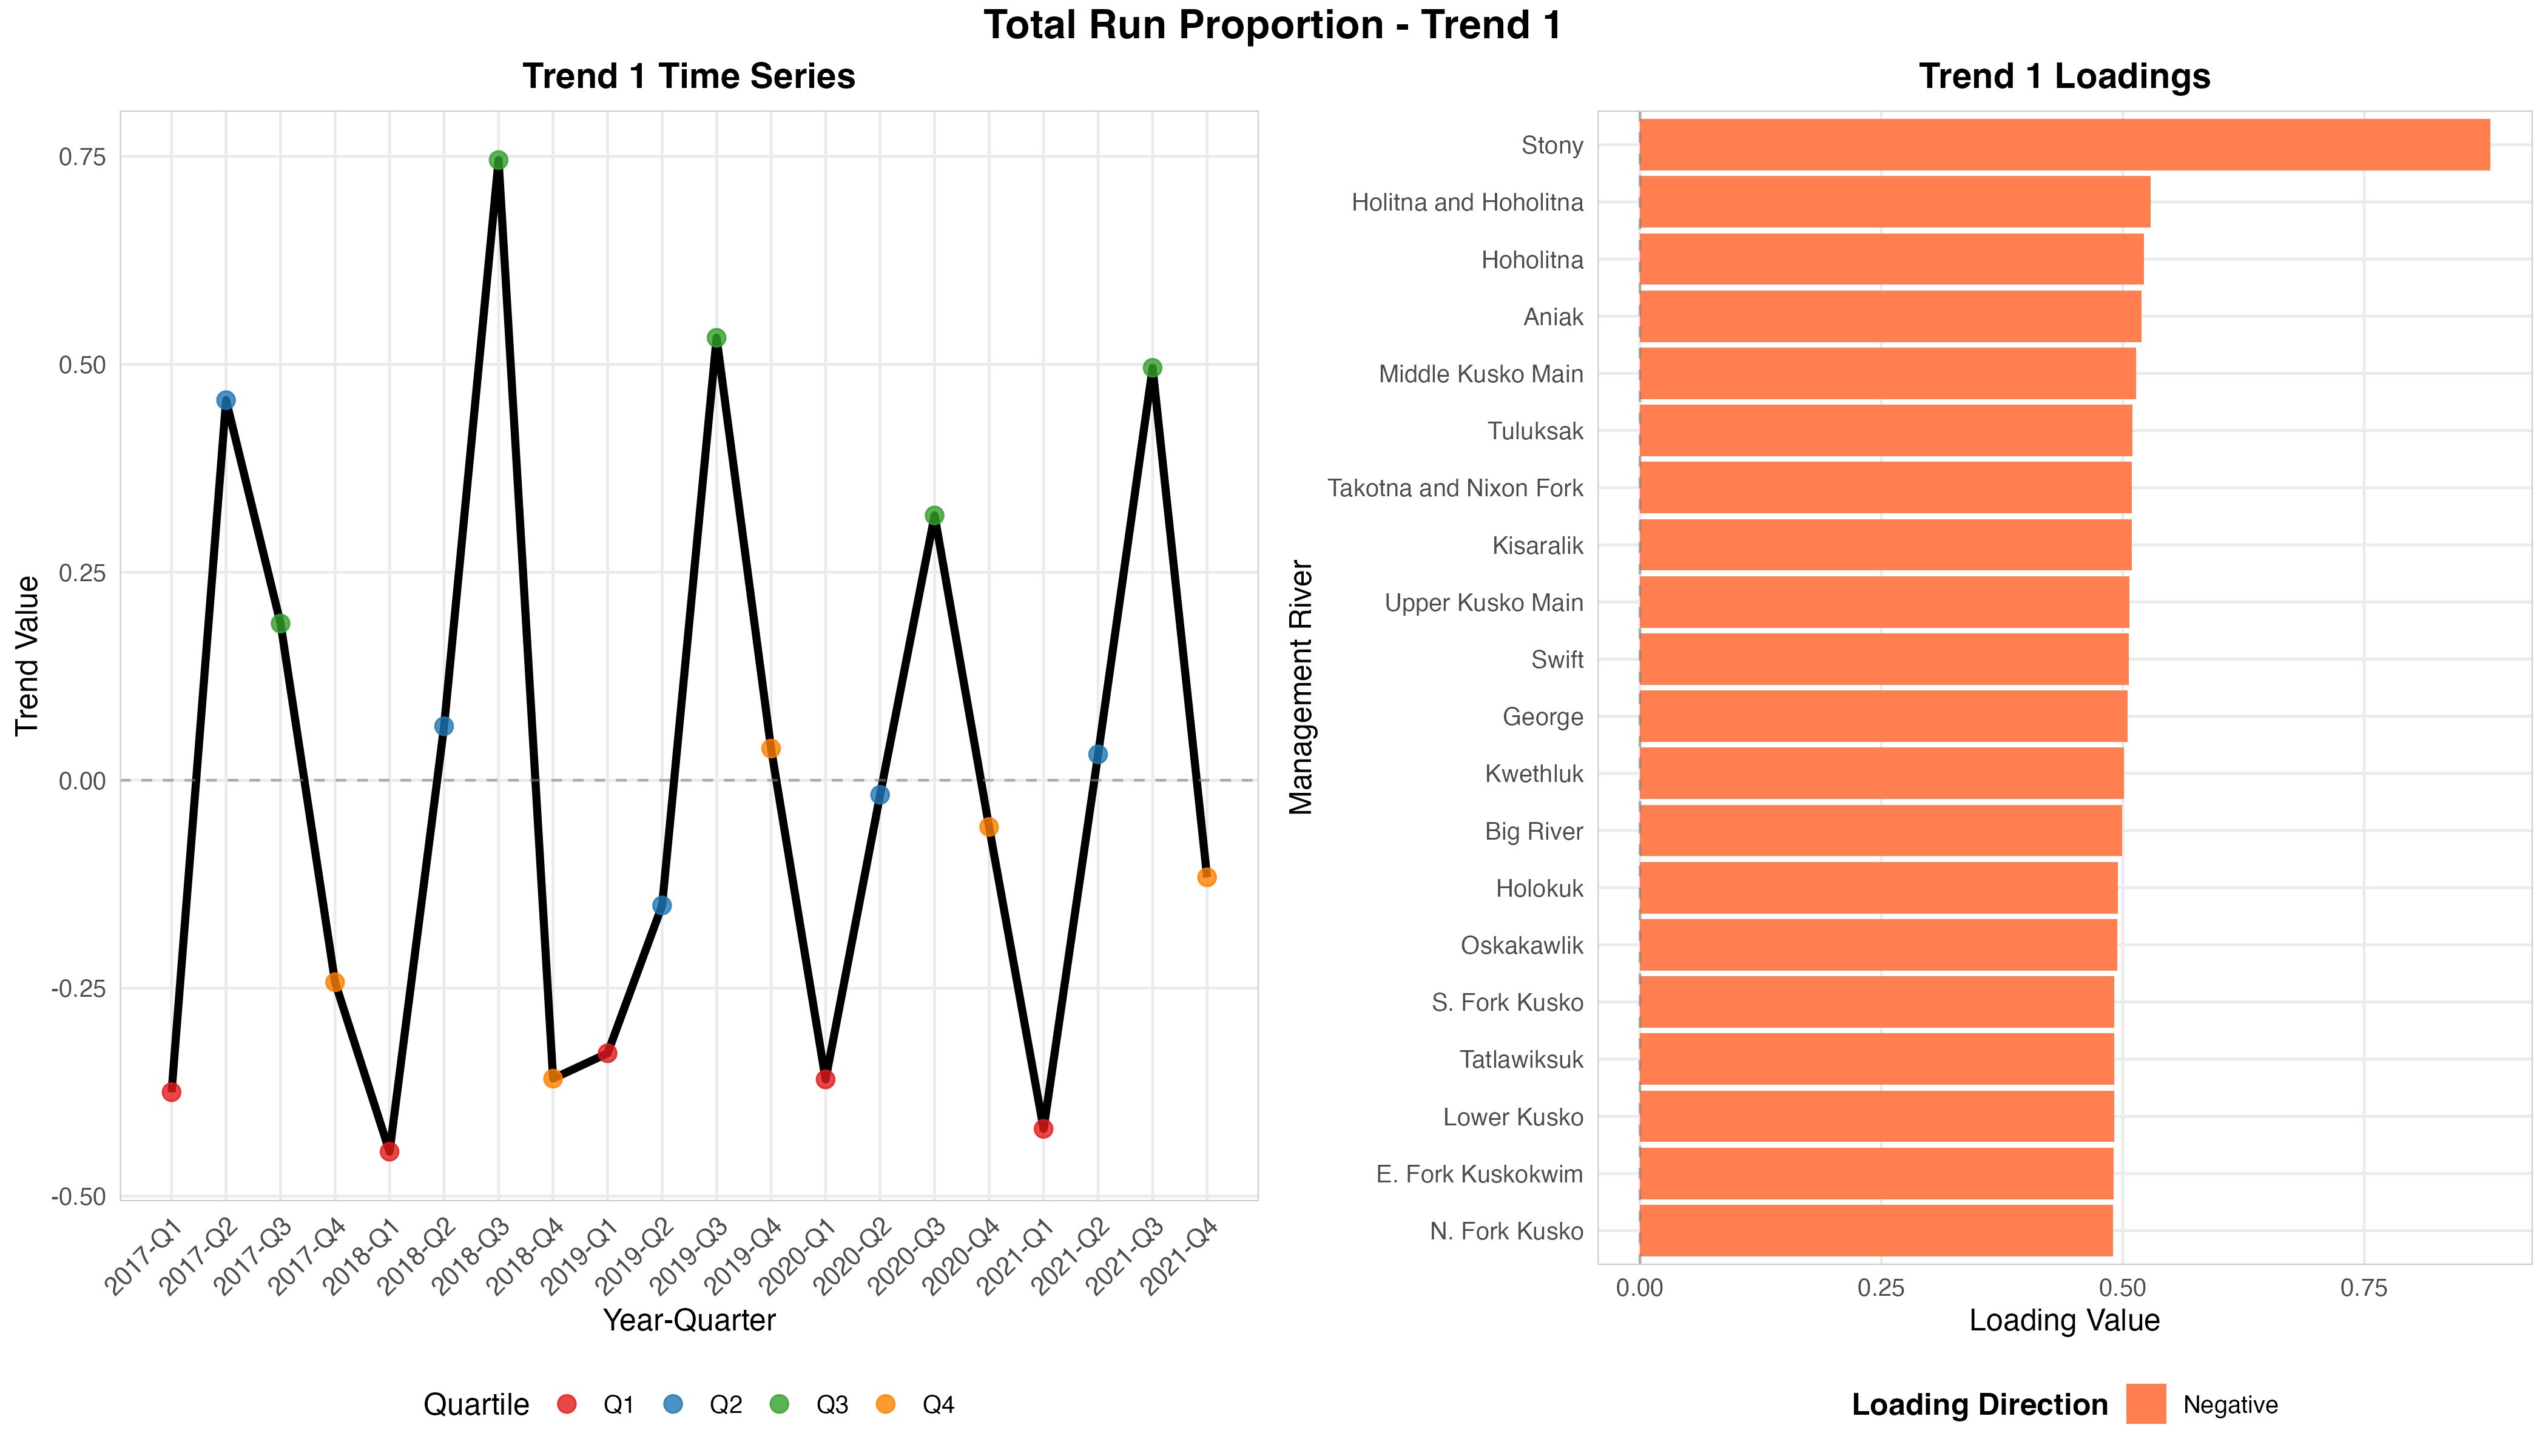 Total Run Proportion - Trend 1
Trend 1 Time Series
Trend Value
0.75
0.50
0.25
0.00
-0.25
-0.50
2017-Q1
2017-Q2
2017-Q3
2017-Q4
2018-Q1
2018-Q2
2018-Q3
2018-Q4
2019-Q1
2019-Q2
2019-Q3
2019-Q4
2020-Q1
2020-Q2
2020-Q3
2020-Q4
2021-Q1
2021-Q2
2021-Q3
2021-Q4
Year-Quarter
Quartile Q1 Q2 Q3 Q4
Trend 1 Loadings
Management River
Stony
Holitna and Hoholitna
Hoholitna
Aniak
Middle Kusko Main
Tuluksak
Takotna and Nixon Fork
Kisaralik
Upper Kusko Main
Swift
George
Kwethluk
Big River
Holokuk
Oskakawlik
S. Fork Kusko
Tatlawiksuk
Lower Kusko
E. Fork Kuskokwim
N. Fork Kusko
0.00 0.25 0.50 0.75
Loading Value
Loading Direction Negative